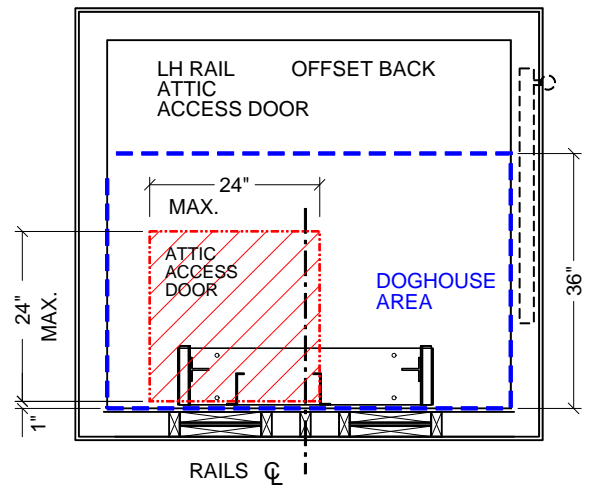 LH RAIL OFFSET BACK
ATTIC
ACCESS DOOR
24"
MAX.
ATTIC
ACCESS
DOOR
DOGHOUSE
AREA
24"
MAX.
36"
1"
RAILS ℄